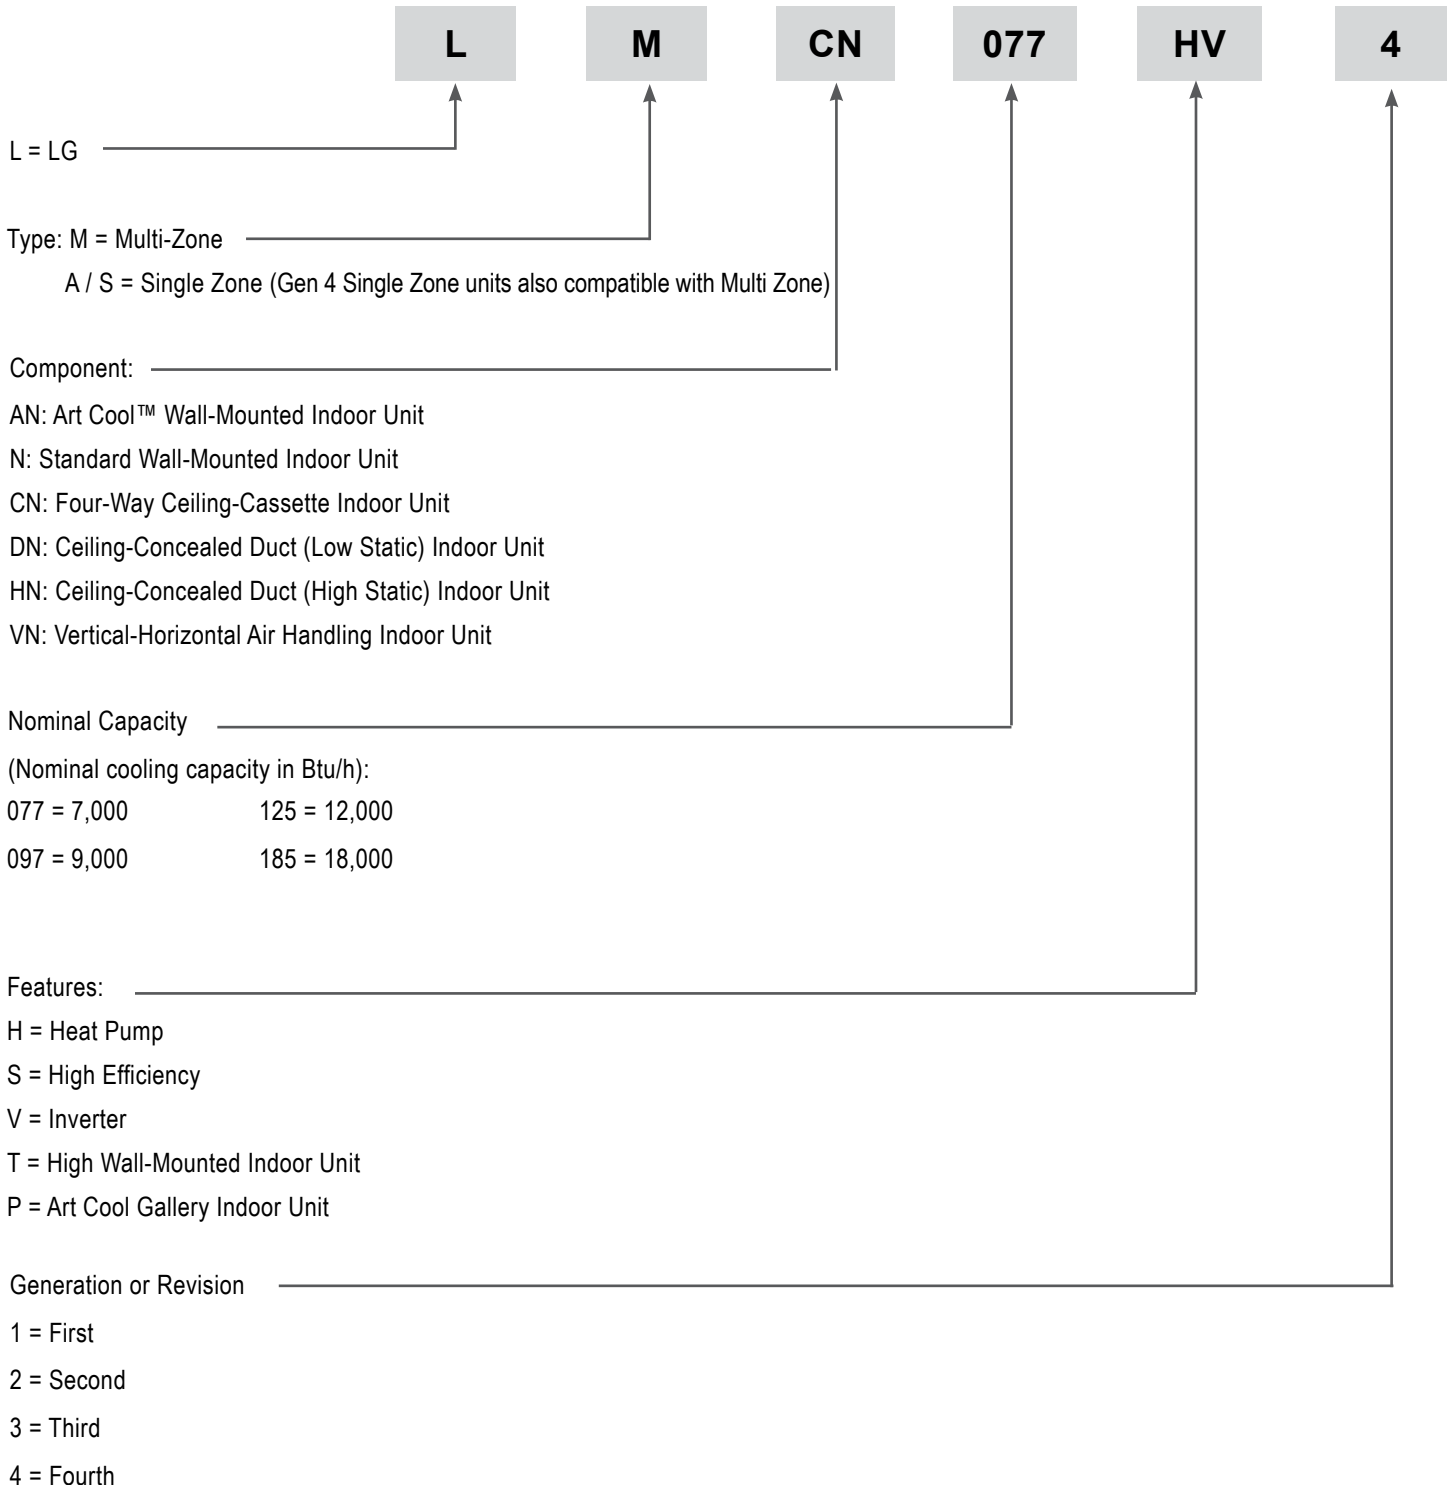 L M CN 077 HV 4
L = LG
Type: M = Multi-Zone
A / S = Single Zone (Gen 4 Single Zone units also compatible with Multi Zone)
Component:
AN: Art Cool™ Wall-Mounted Indoor Unit
N: Standard Wall-Mounted Indoor Unit
CN: Four-Way Ceiling-Cassette Indoor Unit
DN: Ceiling-Concealed Duct (Low Static) Indoor Unit
HN: Ceiling-Concealed Duct (High Static) Indoor Unit
VN: Vertical-Horizontal Air Handling Indoor Unit
Nominal Capacity
(Nominal cooling capacity in Btu/h):
077 = 7,000 125 = 12,000
097 = 9,000 185 = 18,000
Features:
H = Heat Pump
S = High Efficiency
V = Inverter
T = High Wall-Mounted Indoor Unit
P = Art Cool Gallery Indoor Unit
Generation or Revision
1 = First
2 = Second
3 = Third
4 = Fourth